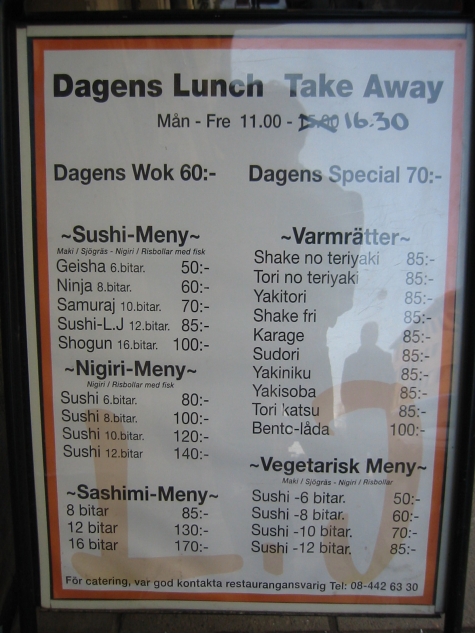 Dagens Lunch Take Away
Mån - Fre 11.00 - 16.30
Dagens Wok 60:-
Dagens Special 70:-
~Sushi-Meny~
Maki / Sjögräs - Nigiri / Risbollar med fisk
Geisha 6.bitar. 50:-
Ninja 8.bitar. 60:-
Samuraj 10.bitar. 70:-
Sushi-L.J 12.bitar. 85:-
Shogun 16.bitar. 100:-
~Nigiri-Meny~
Nigiri / Risbollar med fisk
Sushi 6.bitar. 80:-
Sushi 8.bitar. 100:-
Sushi 10.bitar. 120:-
Sushi 12.bitar 140:-
~Sashimi-Meny~
8 bitar 85:-
12 bitar 130:-
16 bitar 170:-
~Varmrätter~
Shake no teriyaki 85:-
Tori no teriyaki 85:-
Yakitori 85:-
Shake fri 85:-
Karage 85:-
Sudori 85:-
Yakiniku 85:-
Yakisoba 85:-
Tori katsu 85:-
Bento-låda 100:-
~Vegetarisk Meny~
Maki / Sjögräs - Nigiri / Risbollar
Sushi -6 bitar. 50:-
Sushi -8 bitar. 60:-
Sushi -10 bitar. 70:-
Sushi -12 bitar. 85:-
För catering, var god kontakta restaurangansvarig Tel: 08-442 63 30